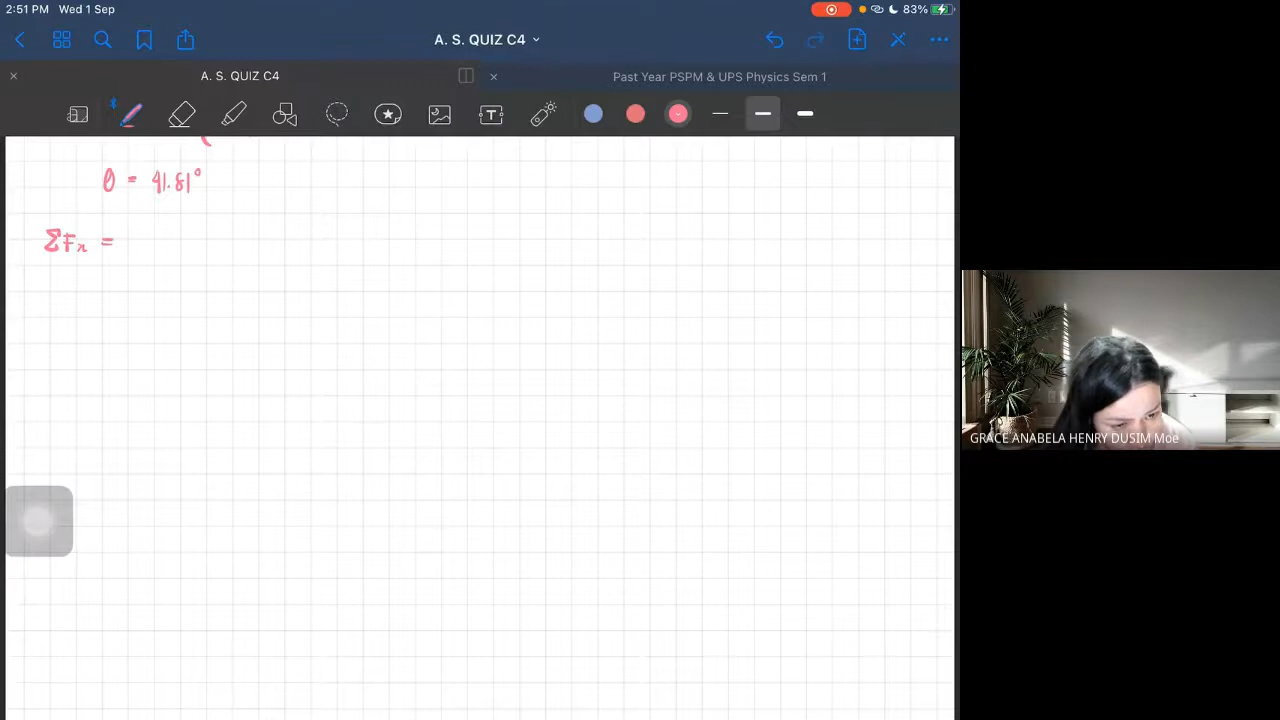 2:51 PM Wed 1 Sep
83%
A. S. QUIZ C4
A. S. QUIZ C4
Past Year PSPM & UPS Physics Sem 1
θ = 41.81°
ΣFx =
GRACE ANABELA HENRY DUSIM Moe